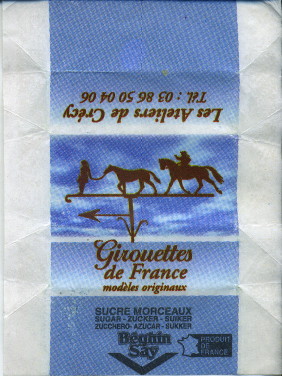 Les Ateliers de Crécy
Tél. : 03 86 50 04 06
Girouettes
de France
modèles originaux
SUCRE MORCEAUX
SUGAR - ZUCKER - SUIKER
ZUCCHERO - AZUCAR - SUKKER
Béghin
Say
PRODUIT
DE
FRANCE